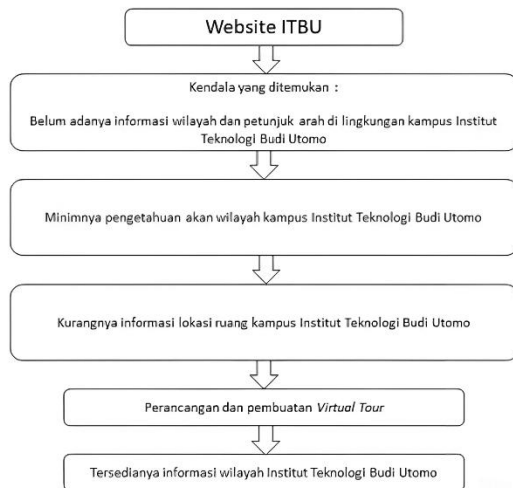 Website ITBU
Kendala yang ditemukan :
Belum adanya informasi wilayah dan petunjuk arah di lingkungan kampus Institut
Teknologi Budi Utomo
Minimnya pengetahuan akan wilayah kampus Institut Teknologi Budi Utomo
Kurangnya informasi lokasi ruang kampus Institut Teknologi Budi Utomo
Perancangan dan pembuatan Virtual Tour
Tersedianya informasi wilayah Institut Teknologi Budi Utomo